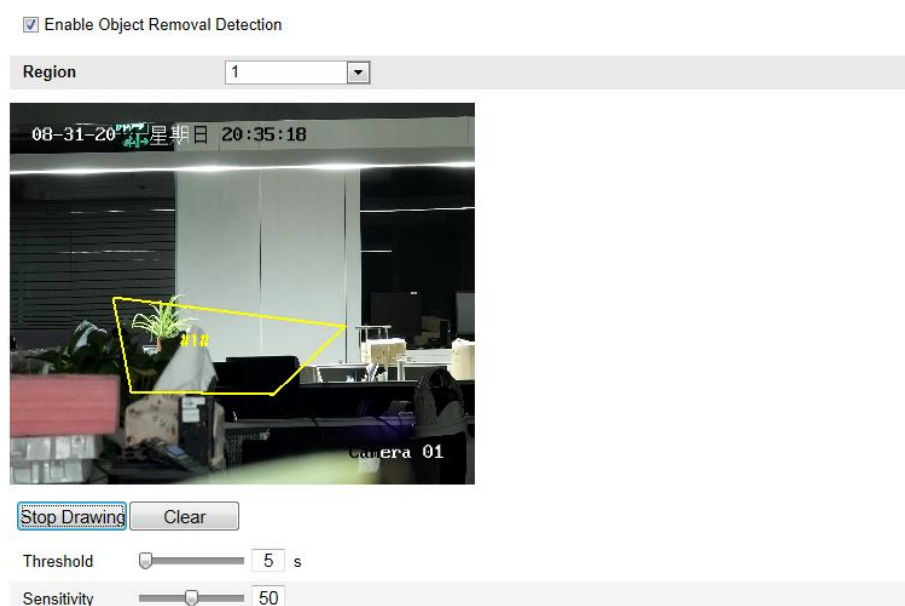 Enable Object Removal Detection
Region 1
08-31-20 星期日 20:35:18
#1#
Camera 01
Stop Drawing Clear
Threshold 5 s
Sensitivity 50